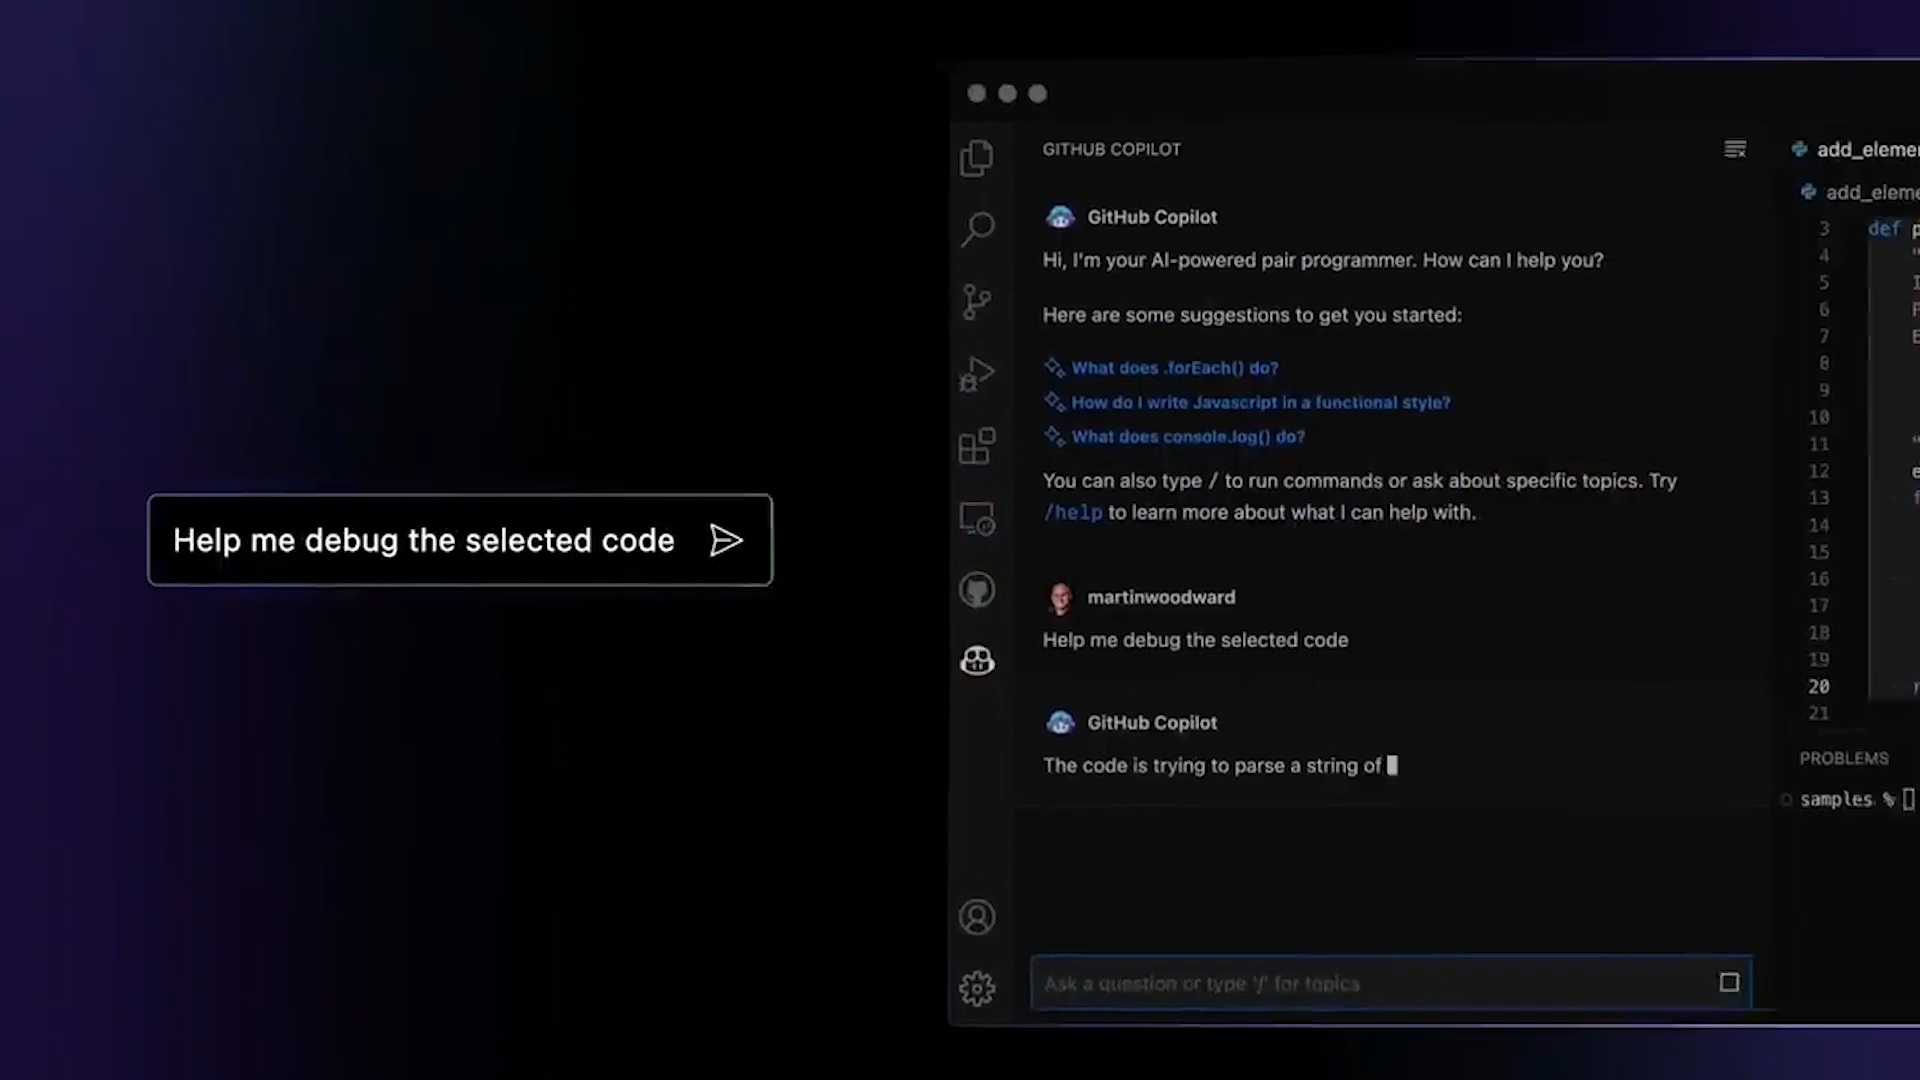 Help me debug the selected code
GITHUB COPILOT
GitHub Copilot
Hi, I'm your AI-powered pair programmer. How can I help you?
Here are some suggestions to get you started:
What does .forEach() do?
How do I write Javascript in a functional style?
What does console.log() do?
You can also type / to run commands or ask about specific topics. Try
/help to learn more about what I can help with.
martinwoodward
Help me debug the selected code
GitHub Copilot
The code is trying to parse a string of
Ask a question or type '/' for topics
add_elemen
add_eleme
3 def p
4 "
5 I
6 P
7 E
8
9
10
11 "
12 e
13 f
14
15
16
17
18
19
20 r
21
PROBLEMS
samples %